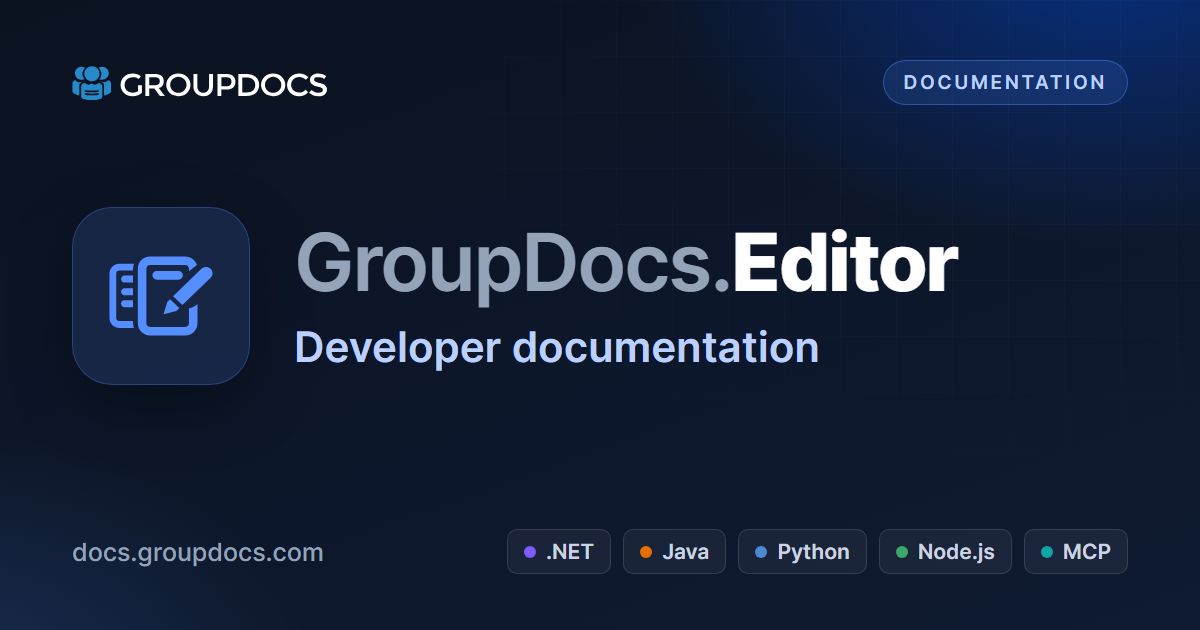 GROUPDOCS
DOCUMENTATION
GroupDocs.Editor
Developer documentation
docs.groupdocs.com
.NET
Java
Python
Node.js
MCP